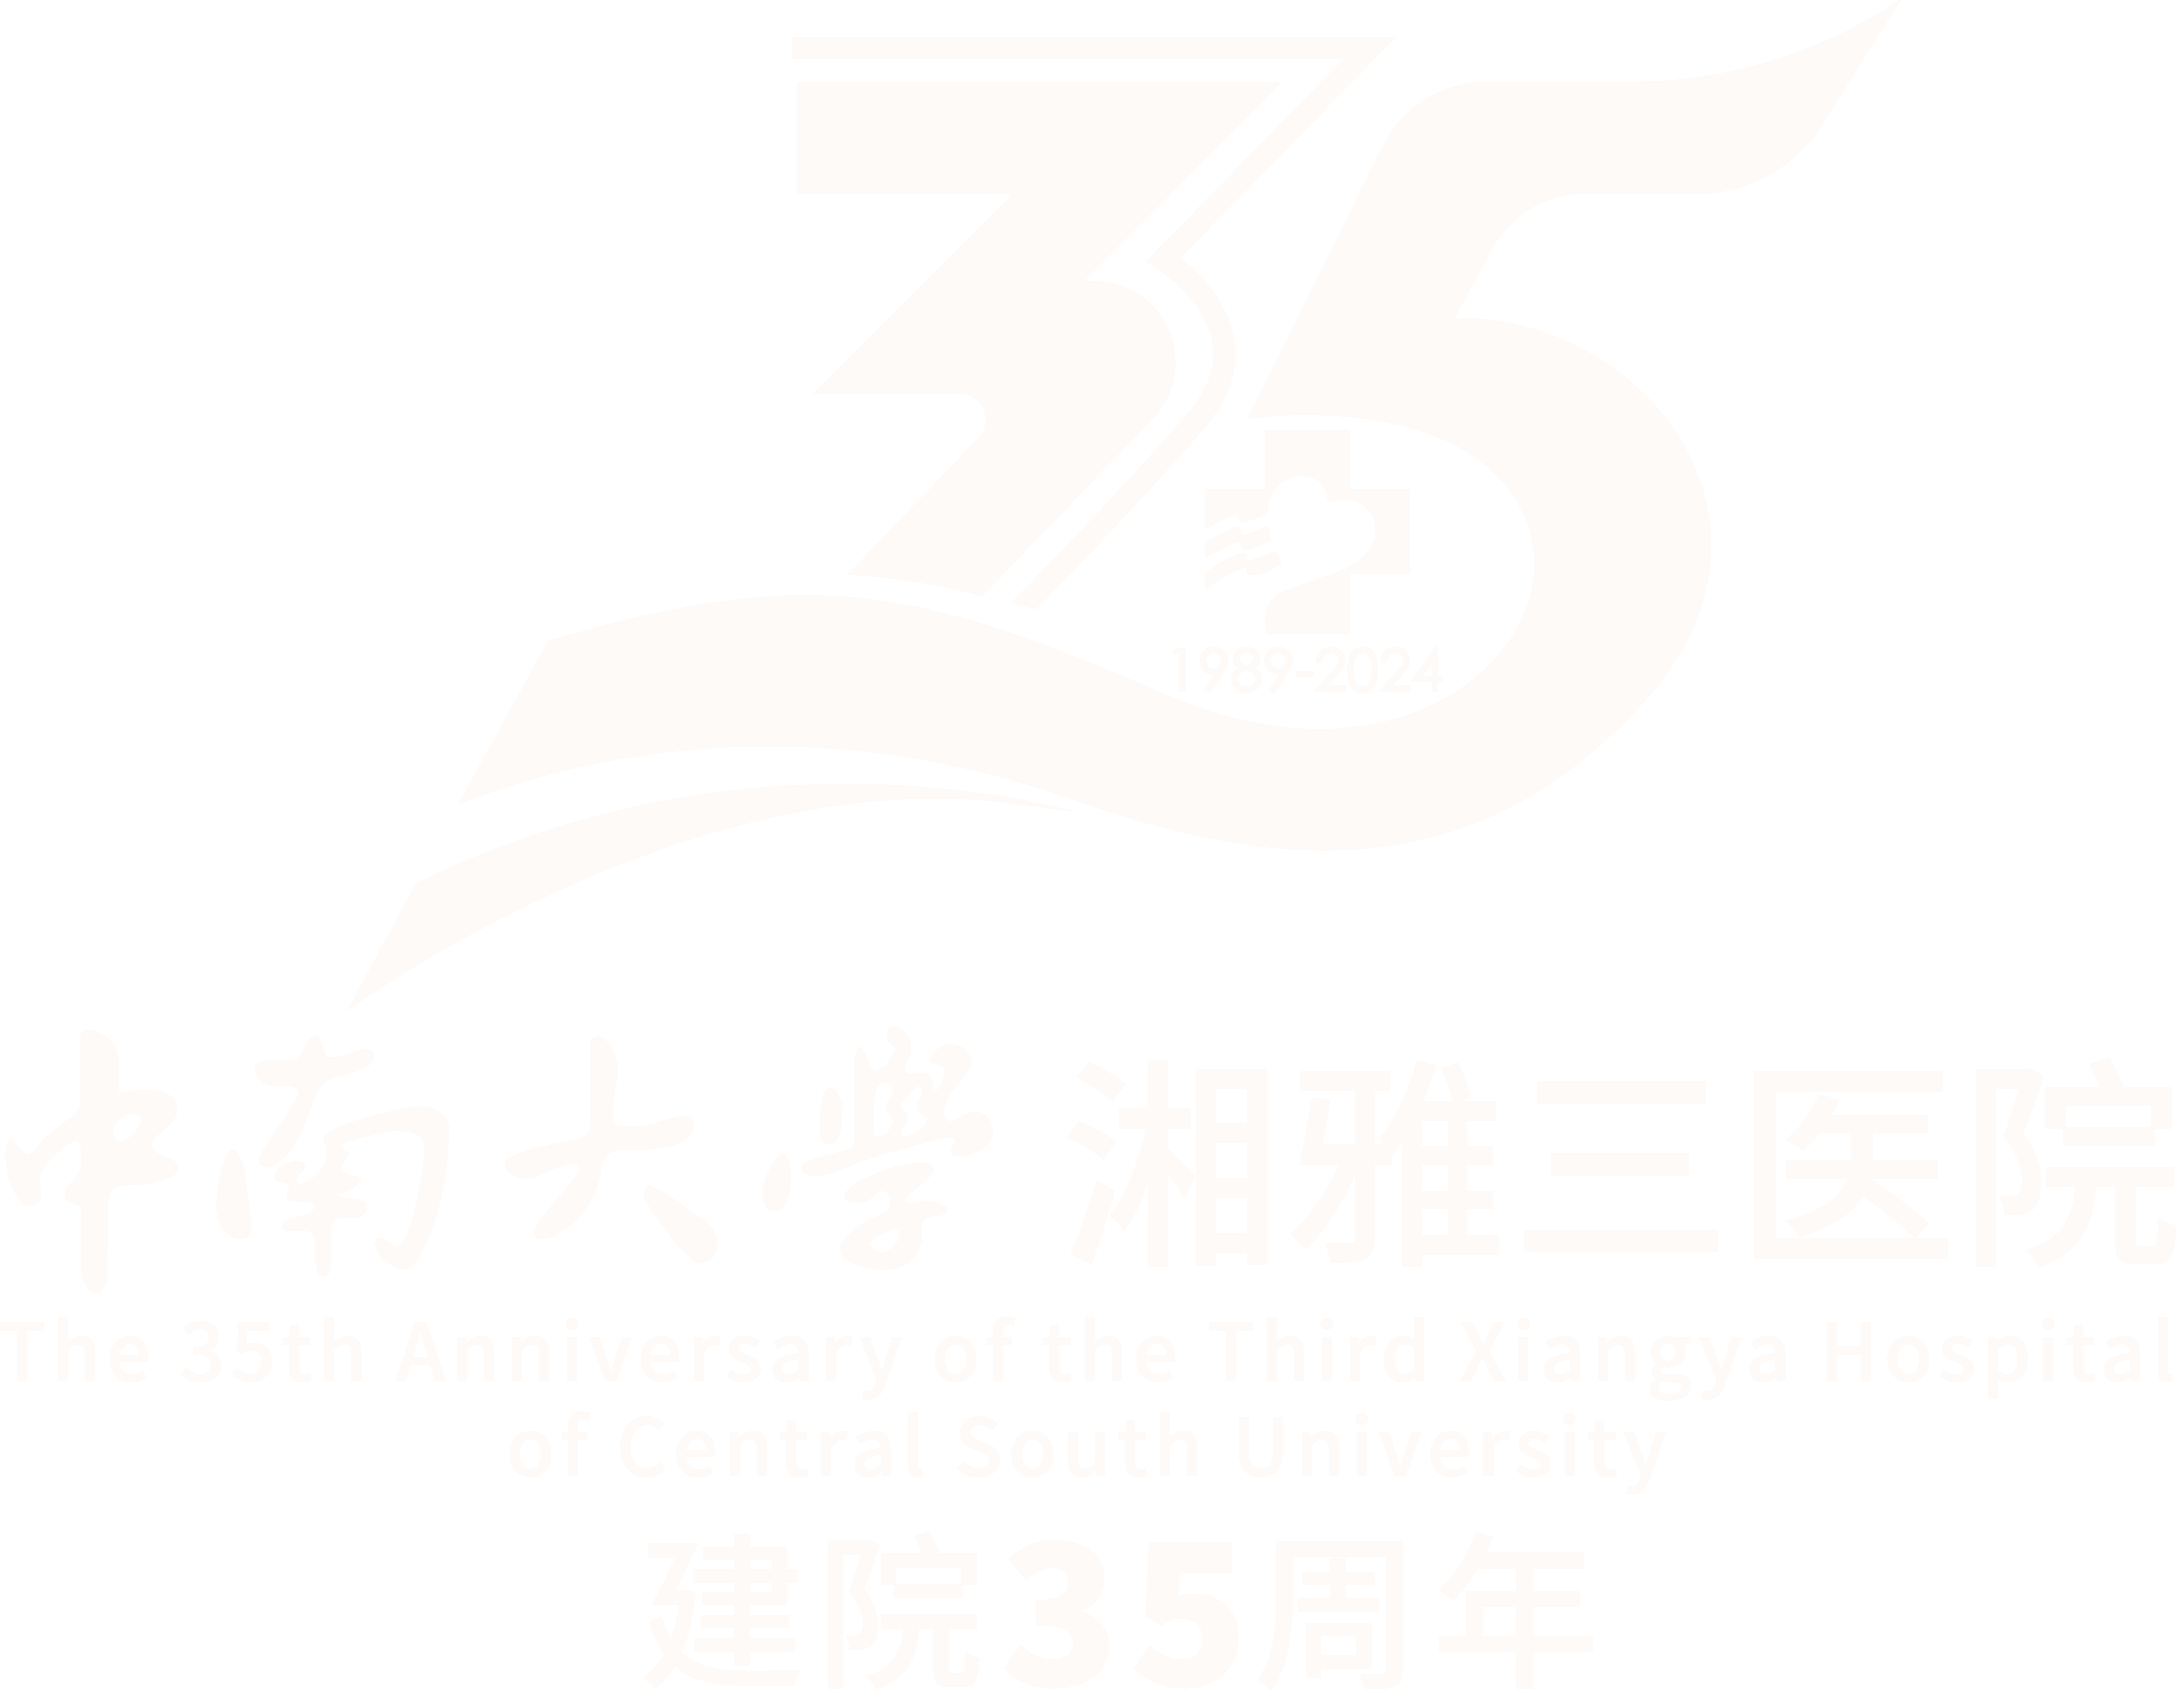 35
1989-2024
中南大学湘雅三医院
The 35th Anniversary of the Third Xiangya Hospital
of Central South University
建院35周年